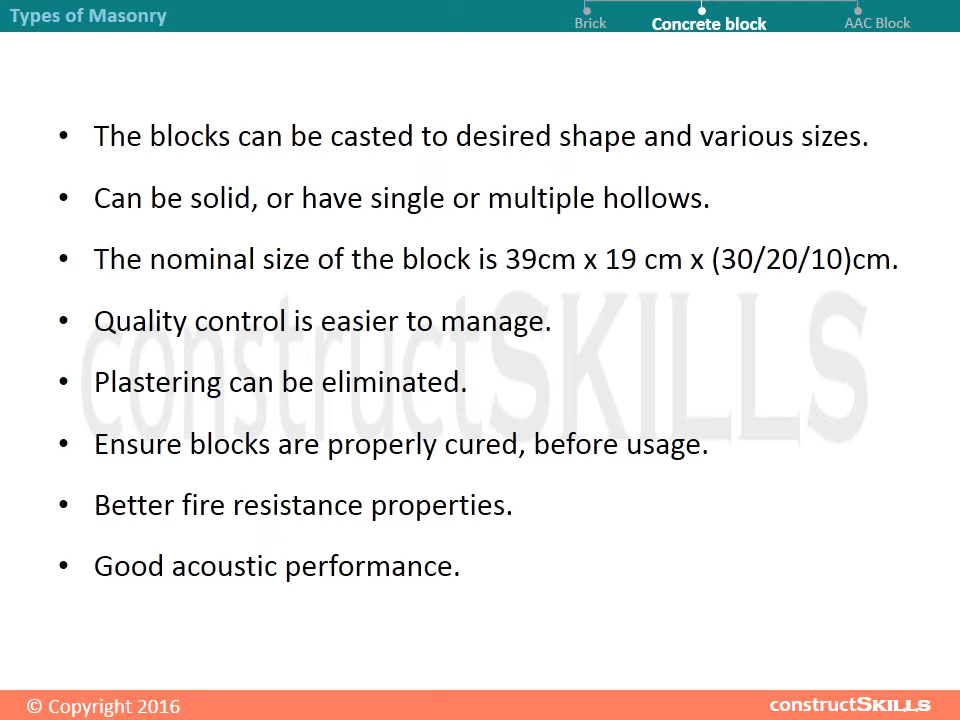 Types of Masonry
Brick
Concrete block
AAC Block
• The blocks can be casted to desired shape and various sizes.
• Can be solid, or have single or multiple hollows.
• The nominal size of the block is 39cm x 19 cm x (30/20/10)cm.
• Quality control is easier to manage.
• Plastering can be eliminated.
• Ensure blocks are properly cured, before usage.
• Better fire resistance properties.
• Good acoustic performance.
constructSKILLS
© Copyright 2016
constructSKILLS